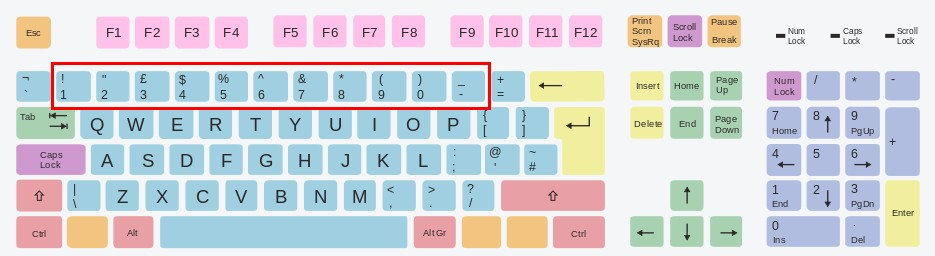 Esc F1 F2 F3 F4 F5 F6 F7 F8 F9 F10 F11 F12
Print
Scrn
SysRq
Scroll
Lock
Pause
Break
Num
Lock
Caps
Lock
Scroll
Lock
¬ ! " £ $ % ^ & * ( ) _ +
` 1 2 3 4 5 6 7 8 9 0 - =
Insert Home Page
Up
Num
Lock
/ * -
Tab Q W E R T Y U I O P { }
[ ]
Delete End Page
Down
7 8 9
Home PgUp
+
Caps
Lock
A S D F G H J K L : @ ~
; ' #
4 5 6
| Z X C V B N M < > ?
\ , . /
1 2 3
End PgDn
Enter
Ctrl Alt Alt Gr Ctrl
0 .
Ins Del